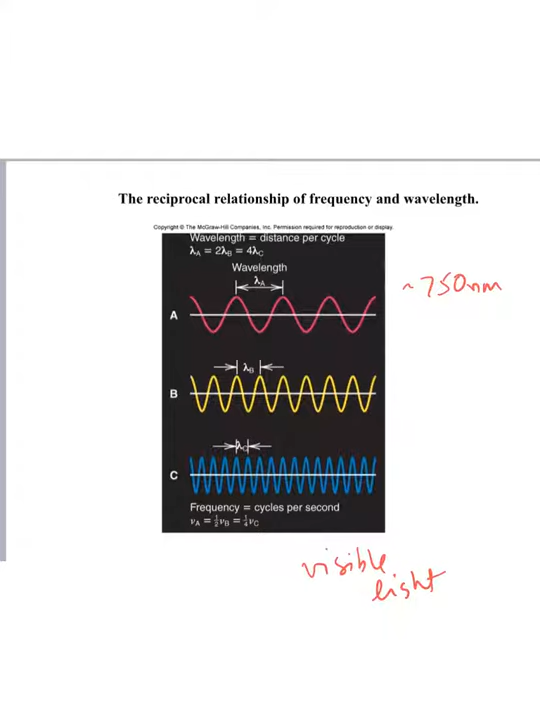 The reciprocal relationship of frequency and wavelength.
Copyright © The McGraw-Hill Companies, Inc. Permission required for reproduction or display.
Wavelength = distance per cycle
λA = 2λB = 4λC
Wavelength
λA
~750nm
A
λB
B
λC
C
Frequency = cycles per second
νA = ½νB = ¼νC
visible
light